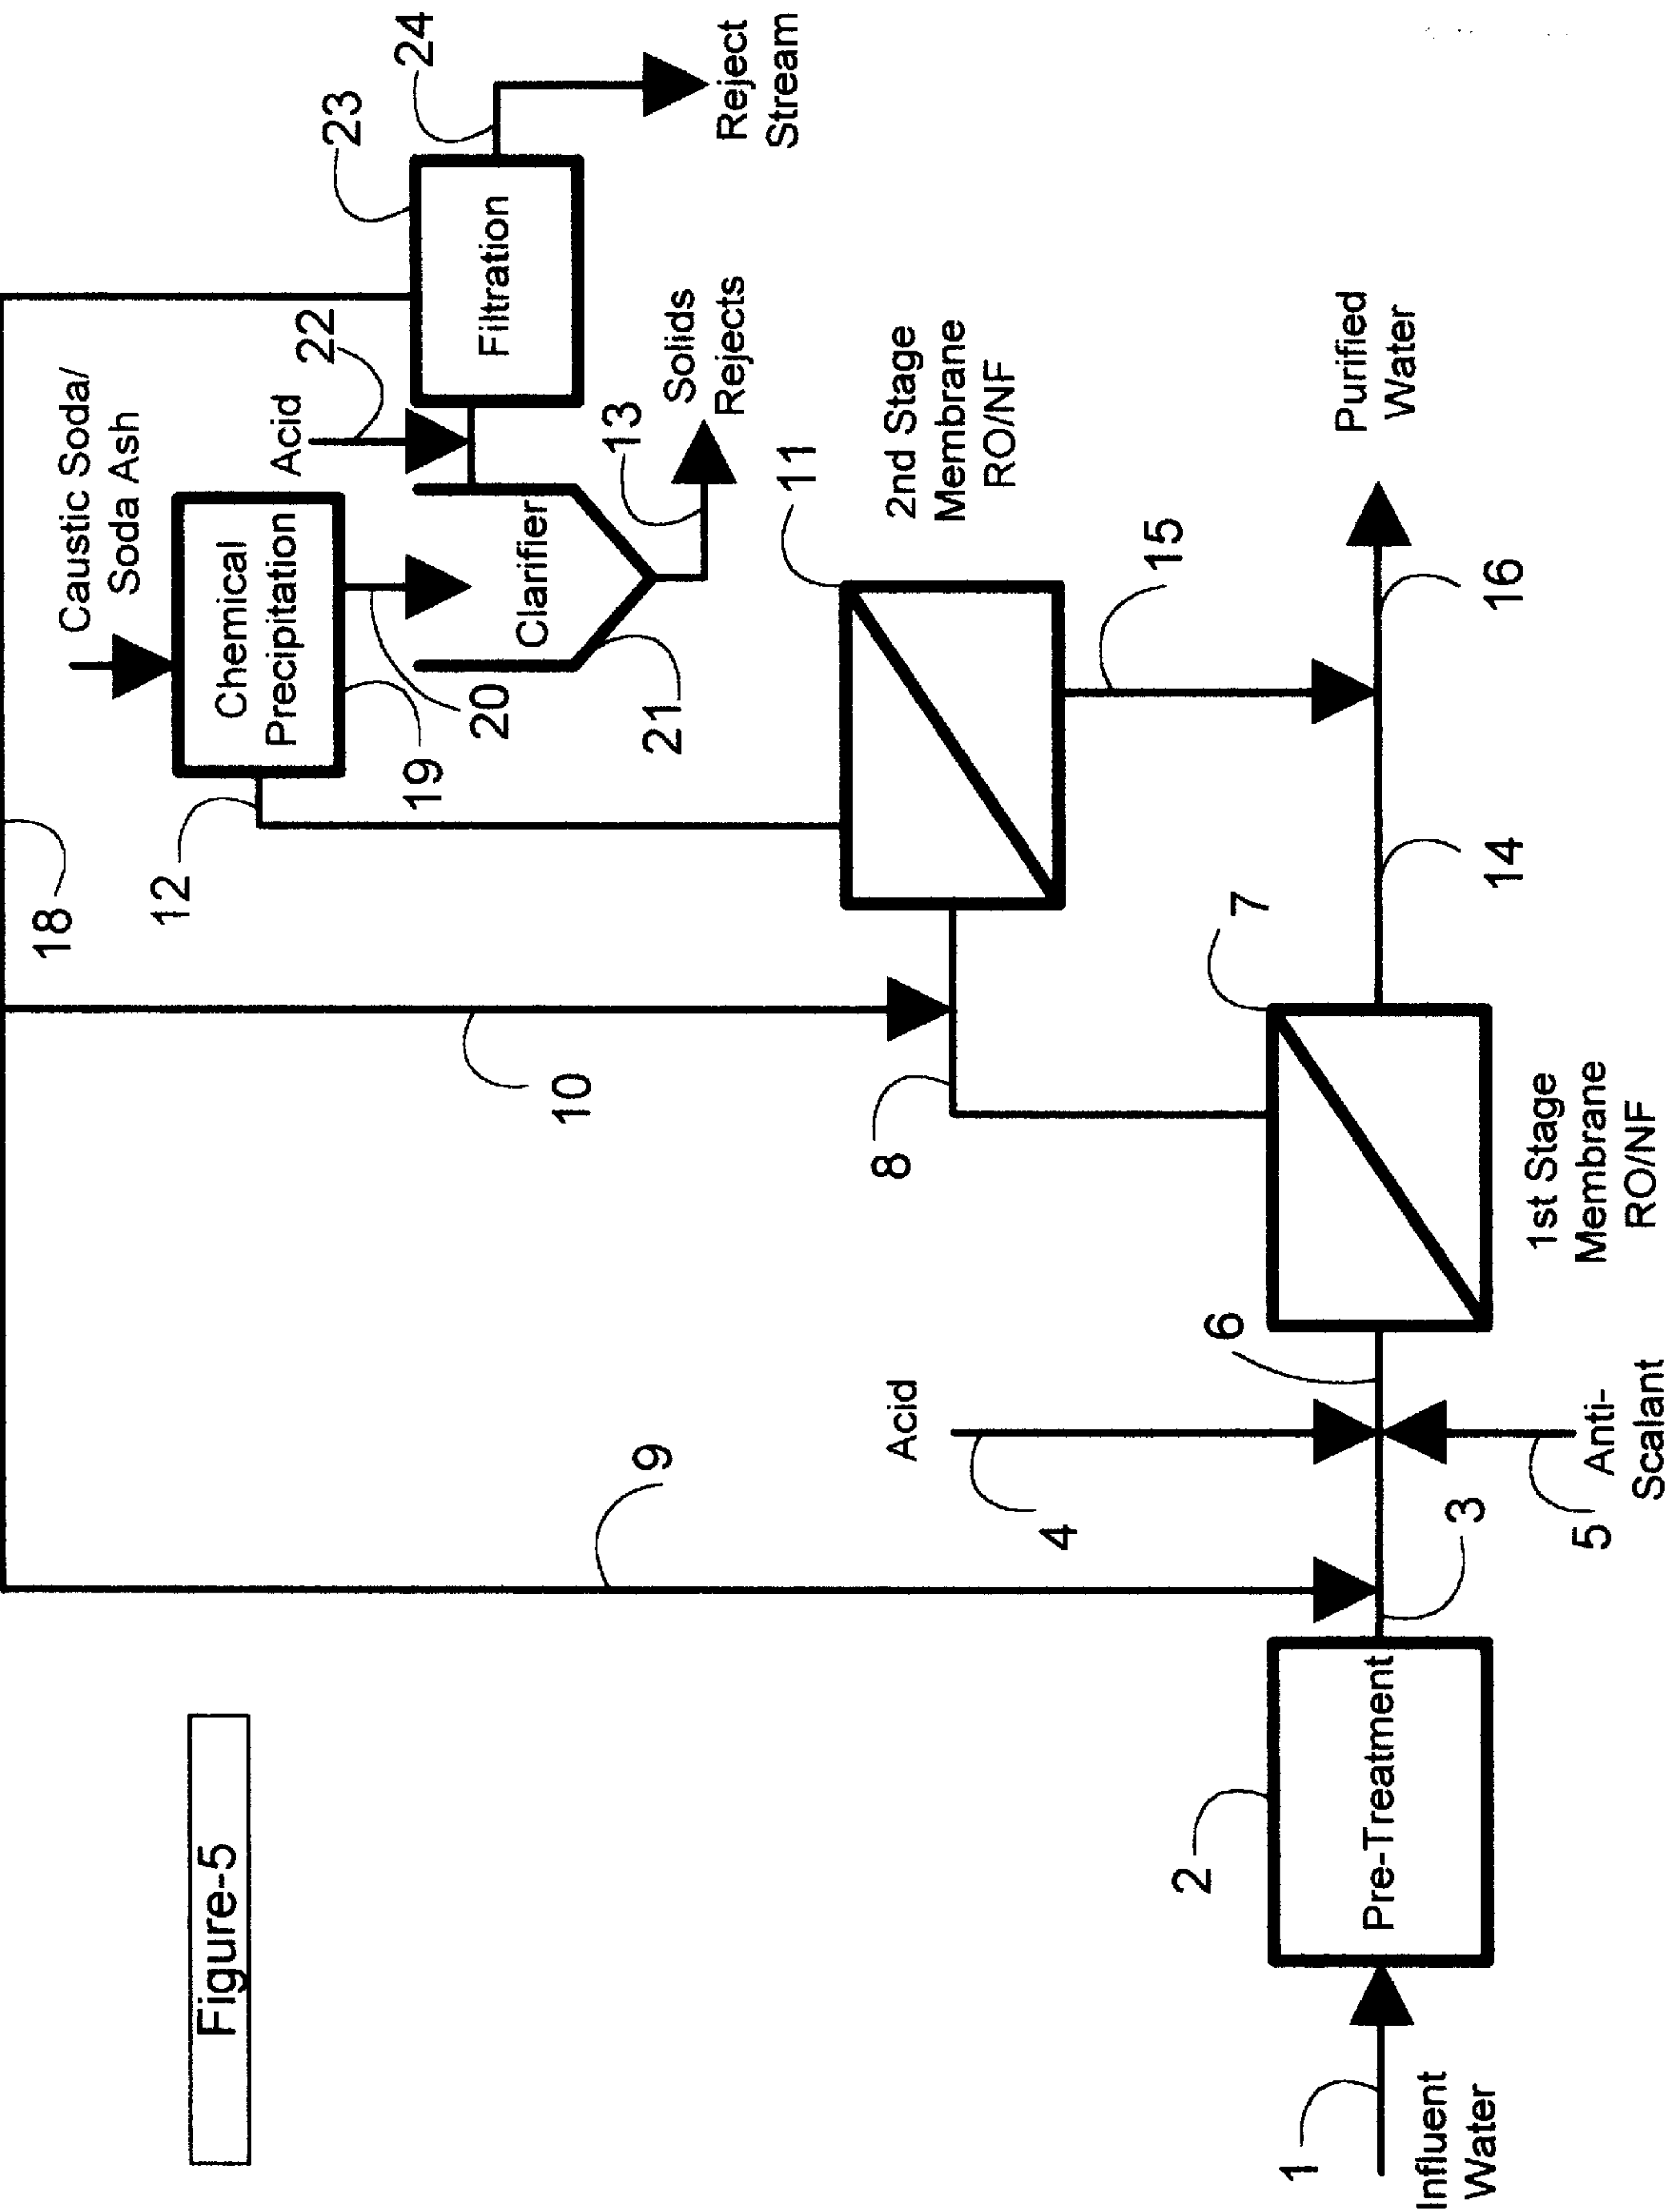 Figure-5
18
Caustic Soda/
Soda Ash
12
Chemical
Precipitation
19
20
Acid
22
23
24
Filtration
Reject
Stream
Clarifier
21
13
Solids
Rejects
10
9
8
11
2nd Stage
Membrane
RO/NF
15
Acid
4
6
7
14
16
Purified
Water
1
Influent
Water
2
Pre-Treatment
3
5
Anti-
Scalant
1st Stage
Membrane
RO/NF